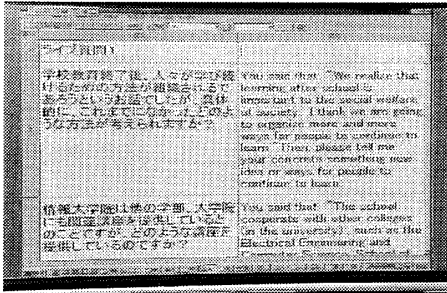 ライブ質問1
学校教育終了後、人々が学び続
けるための方法が組織されるで
あろうというお話でしたが、具体
的に、これまでになかったどのよ
うな方法が考えられますか？
You said that "We realize that
learning after school is
important to the social welfare
of society. I think we are going
to organize more and more
ways for people to continue to
learn." Then, please tell me
your concrete something new
idea or ways for people to
continue to learn.
情報大学院は他の学部、大学院
にも関連講座を提供していると
のことですが、どのような講座を
提供しているのですか？
You said that "The school
cooperate with other colleges
(in the university), such as the
Electrical Engineering and